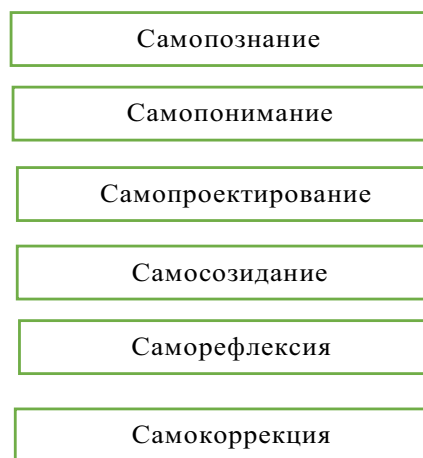 Самопознание
Самопонимание
Самопроектирование
Самосозидание
Саморефлексия
Самокоррекция